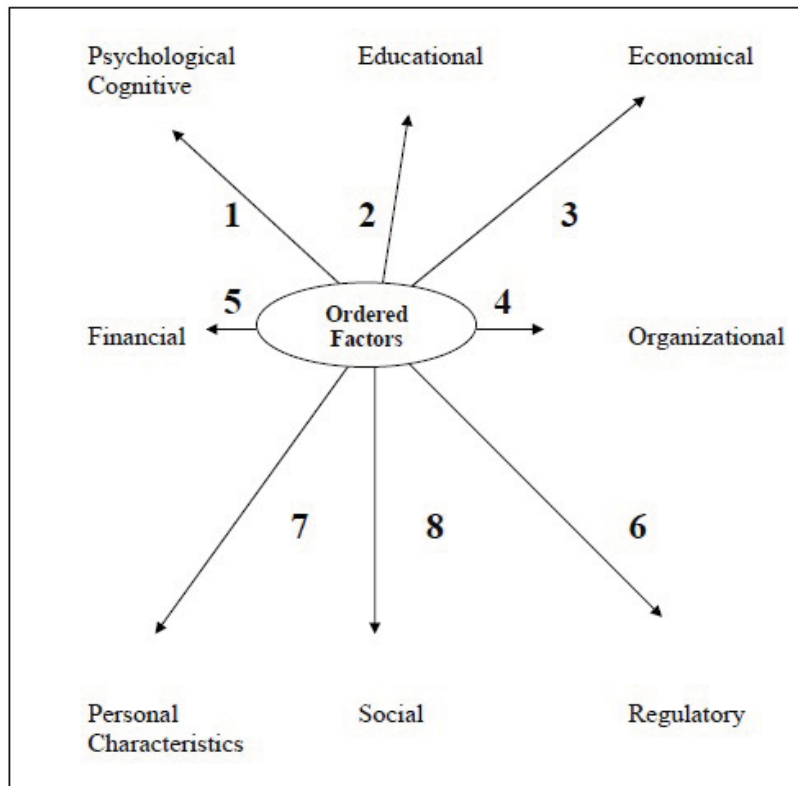 Psychological
Cognitive
Educational
Economical
1
2
3
5
4
Financial
Ordered
Factors
Organizational
7
8
6
Personal
Characteristics
Social
Regulatory